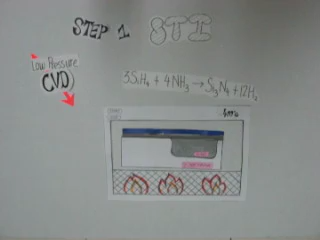 STEP 1 STI
Low Pressure
CVD)
3SiH₄ + 4NH₃ → Si₃N₄ + 12H₂